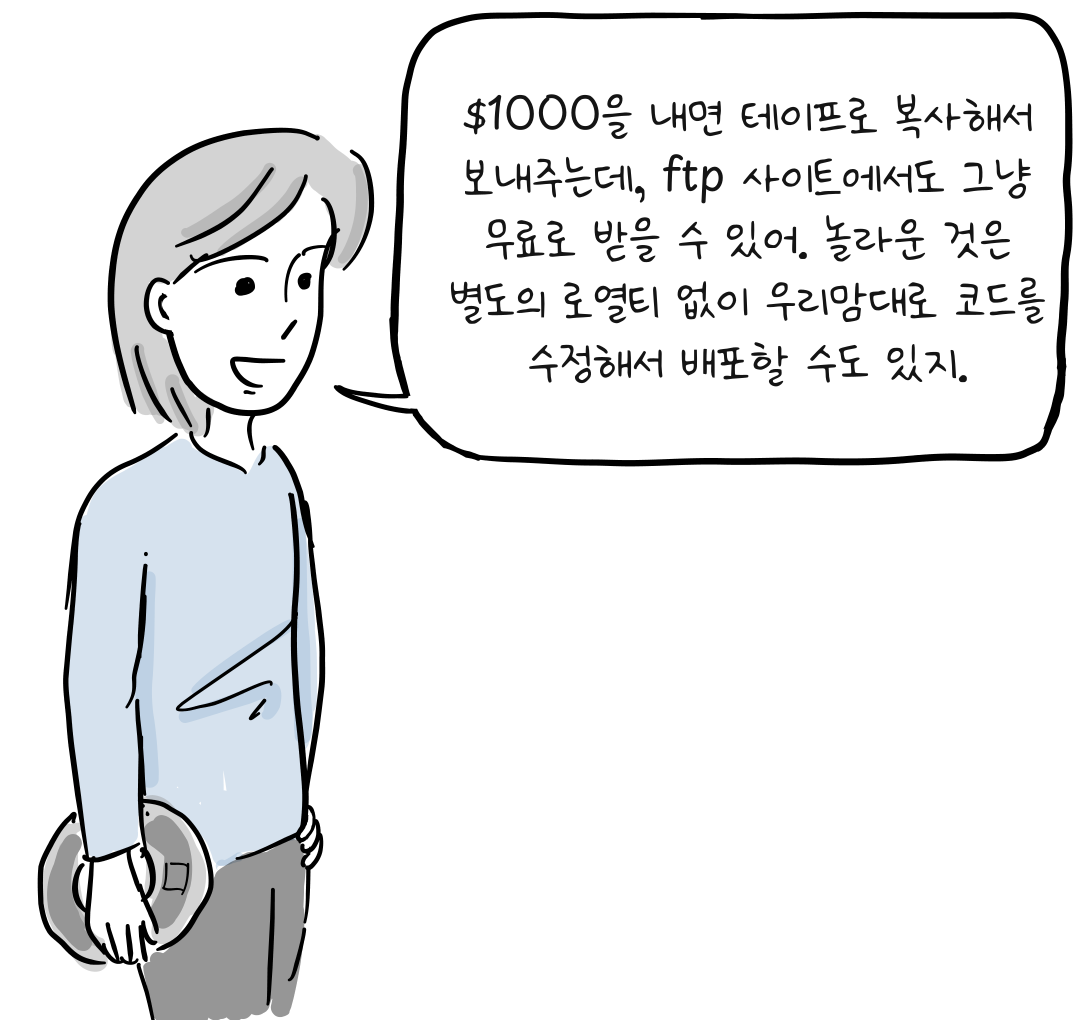 $1000을 내면 테이프로 복사해서
보내주는데, ftp 사이트에서도 그냥
무료로 받을 수 있어. 놀라운 것은
별도의 로열티 없이 우리맘대로 코드를
수정해서 배포할 수도 있지.